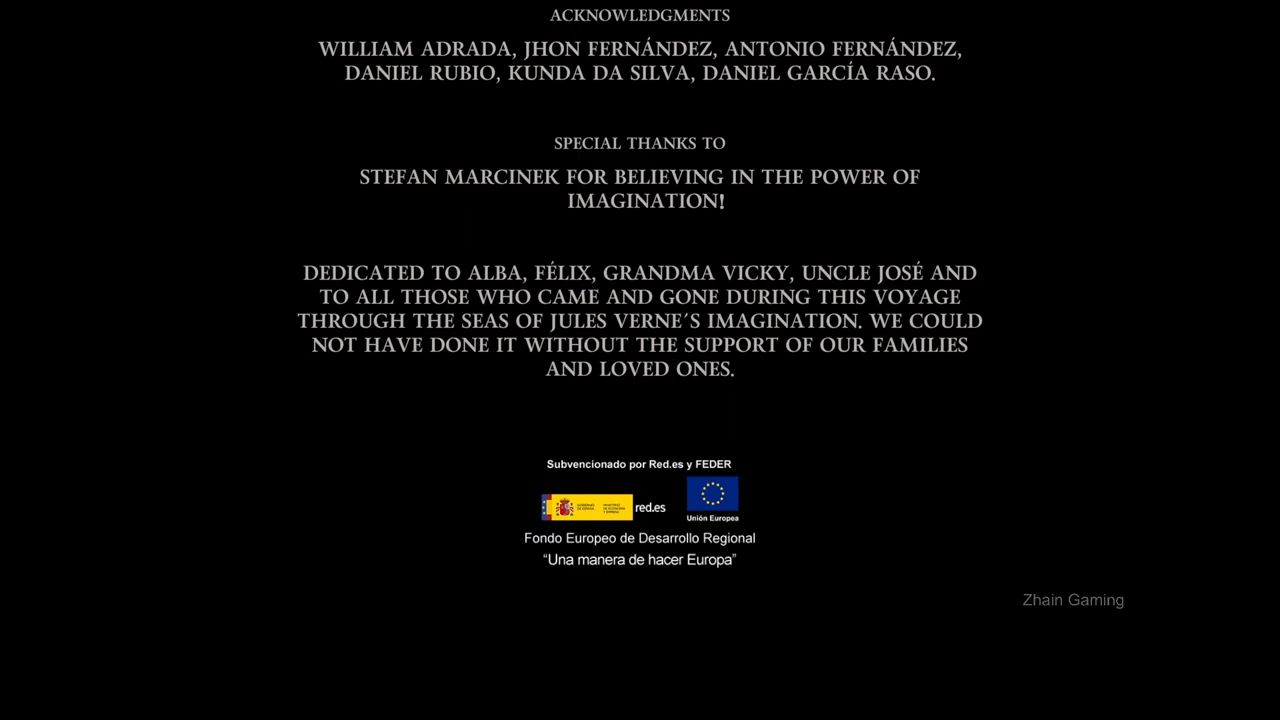 ACKNOWLEDGMENTS
WILLIAM ADRADA, JHON FERNÁNDEZ, ANTONIO FERNÁNDEZ,
DANIEL RUBIO, KUNDA DA SILVA, DANIEL GARCÍA RASO.
SPECIAL THANKS TO
STEFAN MARCINEK FOR BELIEVING IN THE POWER OF
IMAGINATION!
DEDICATED TO ALBA, FÉLIX, GRANDMA VICKY, UNCLE JOSÉ AND
TO ALL THOSE WHO CAME AND GONE DURING THIS VOYAGE
THROUGH THE SEAS OF JULES VERNE´S IMAGINATION. WE COULD
NOT HAVE DONE IT WITHOUT THE SUPPORT OF OUR FAMILIES
AND LOVED ONES.
Subvencionado por Red.es y FEDER
red.es
Unión Europea
Fondo Europeo de Desarrollo Regional
“Una manera de hacer Europa”
Zhain Gaming